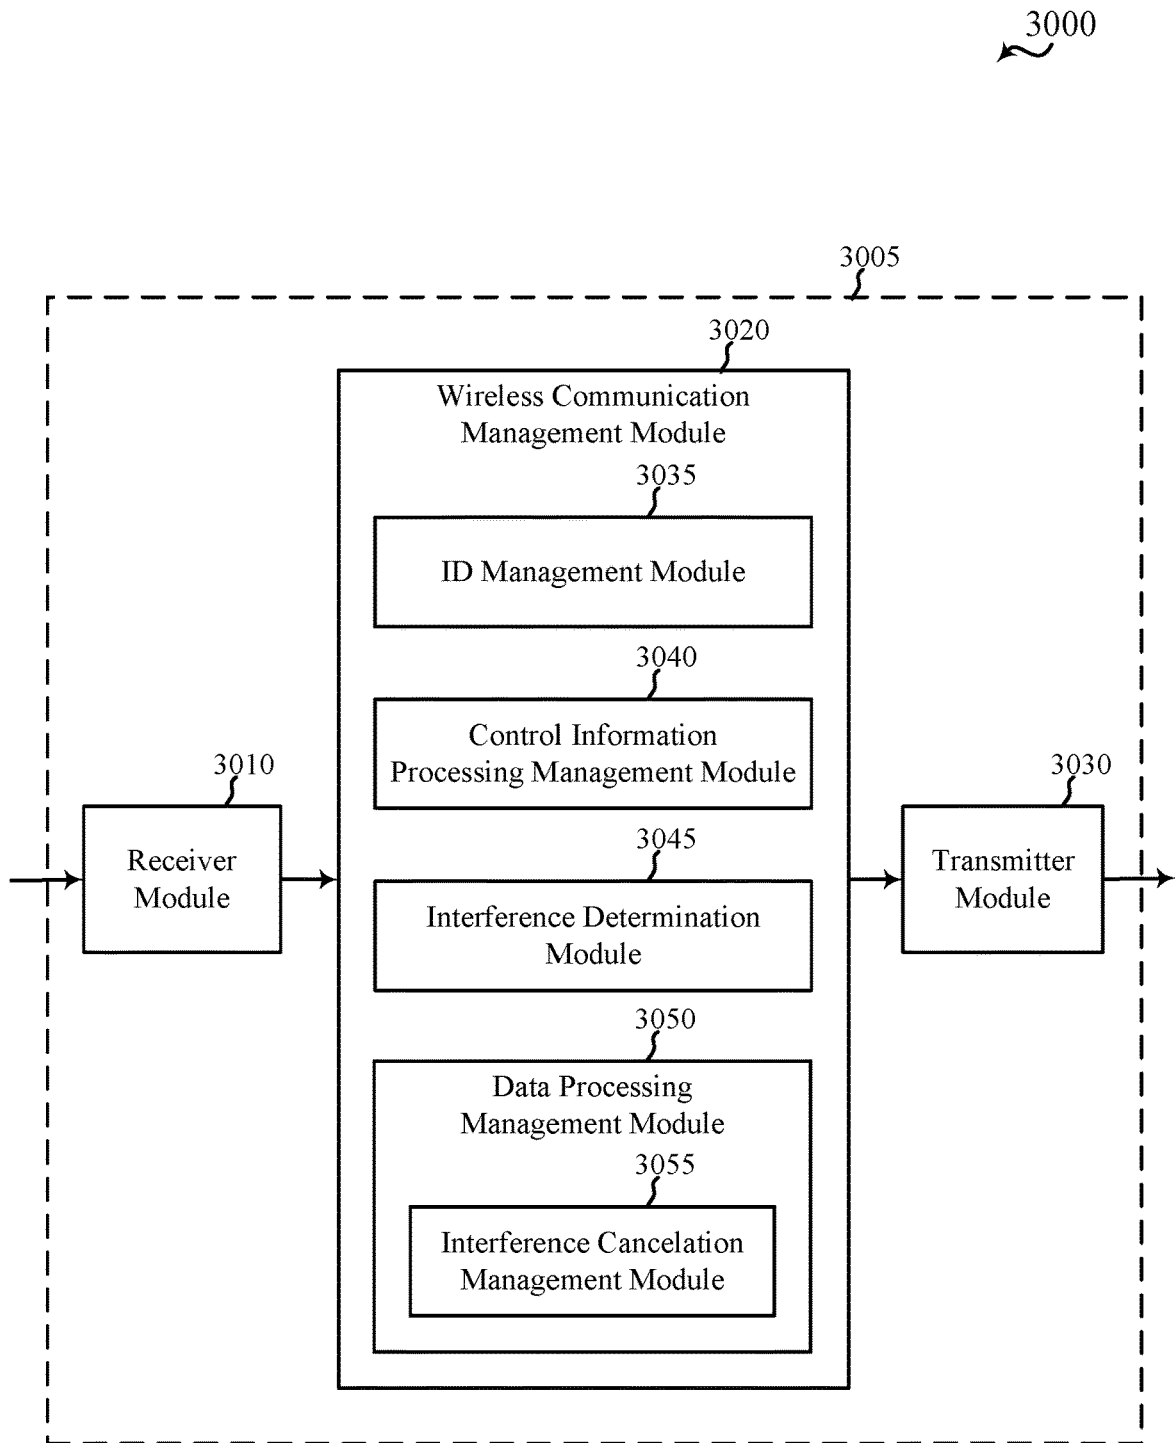 3000
3005
3020
Wireless Communication
Management Module
3035
ID Management Module
3040
Control Information
Processing Management Module
3010
Receiver
Module
3045
Interference Determination
Module
3030
Transmitter
Module
3050
Data Processing
Management Module
3055
Interference Cancelation
Management Module